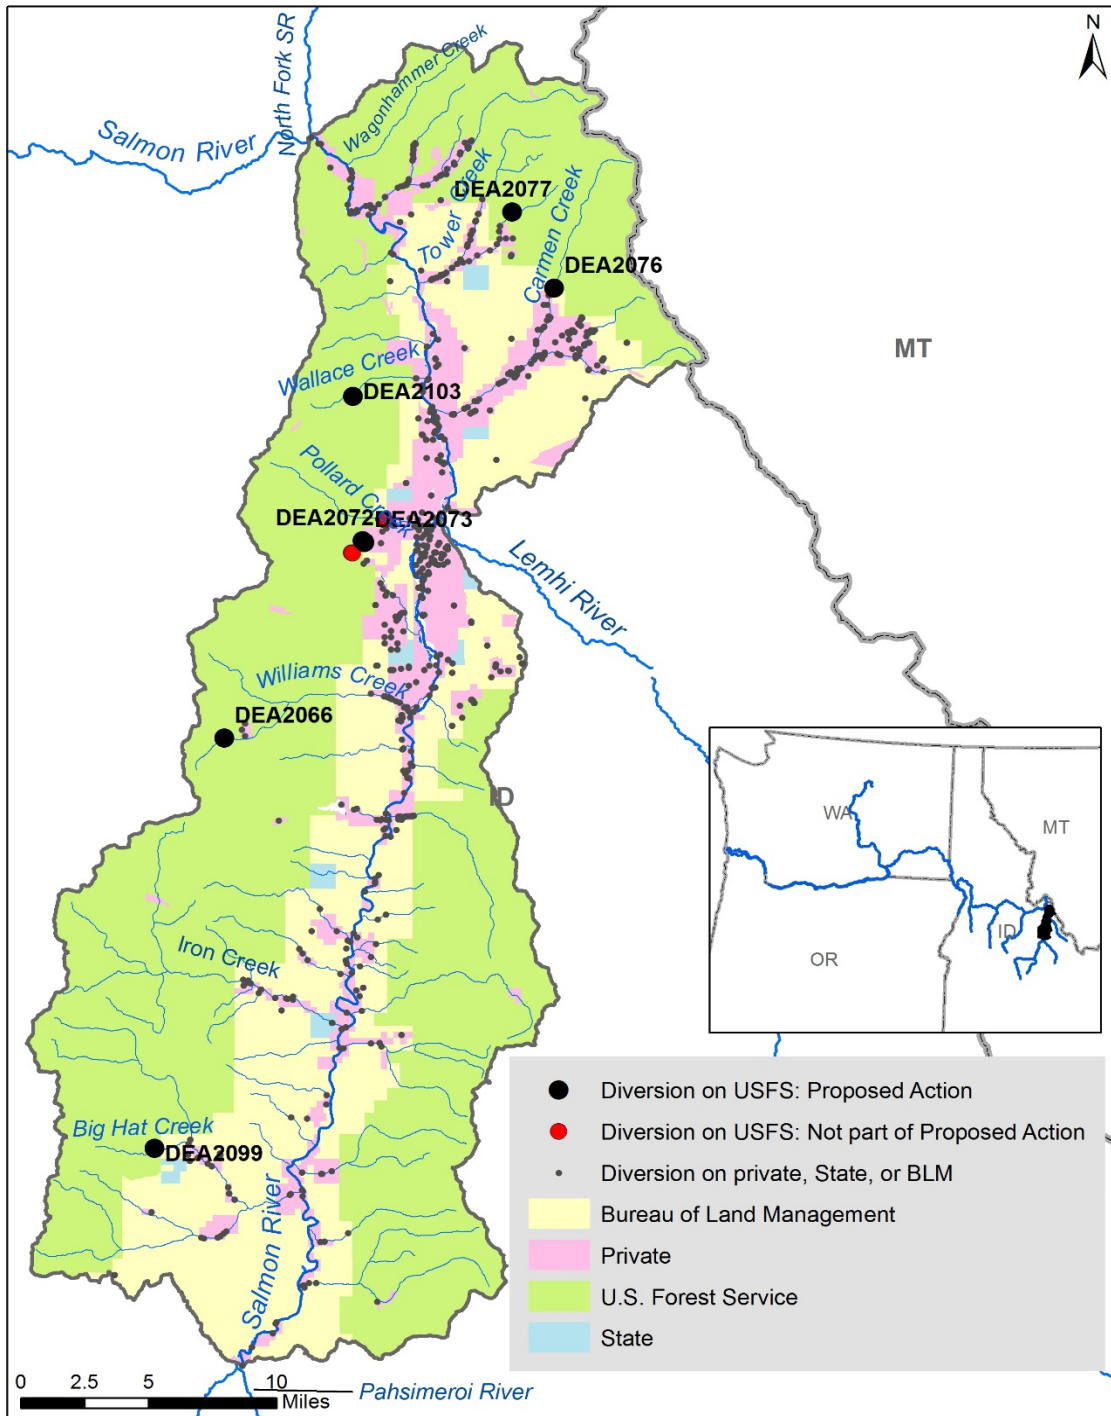 N
North Fork SR
Wagonhammer Creek
Salmon River
DEA2077
Tower Creek
Carmen Creek
DEA2076
MT
Wallace Creek
DEA2103
Pollard Creek
DEA2072
DEA2073
Lemhi River
Williams Creek
DEA2066
ID
WA
MT
ID
OR
Iron Creek
Big Hat Creek
DEA2099
Salmon River
Diversion on USFS: Proposed Action
Diversion on USFS: Not part of Proposed Action
Diversion on private, State, or BLM
Bureau of Land Management
Private
U.S. Forest Service
State
0 2.5 5 10
Miles
Pahsimeroi River